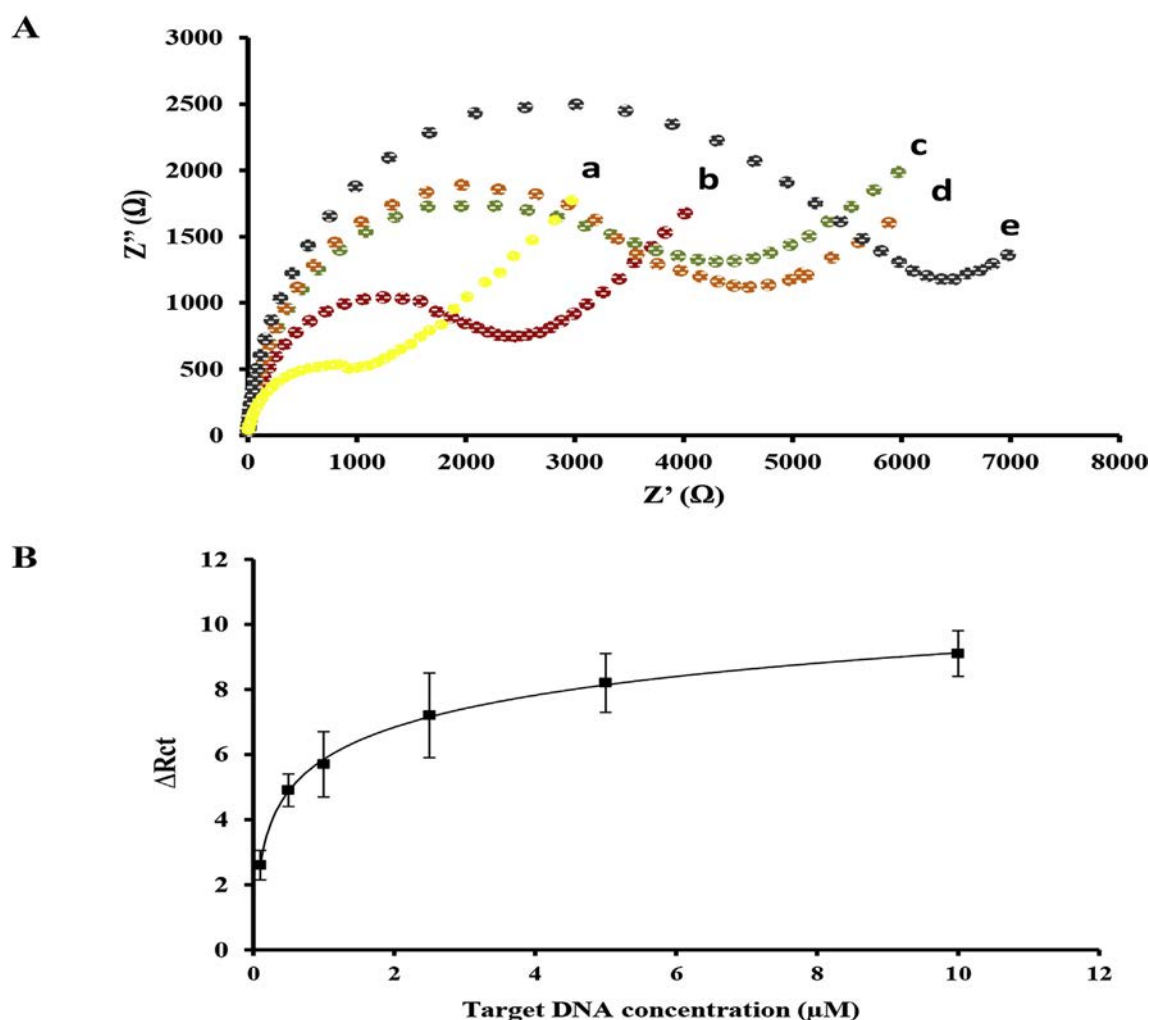 A
3000
2500
2000
1500
1000
500
0
Z” (Ω)
a
b
c
d
e
0 1000 2000 3000 4000 5000 6000 7000 8000
Z’ (Ω)
B
12
10
8
6
4
2
0
ΔRct
0 2 4 6 8 10 12
Target DNA concentration (μM)